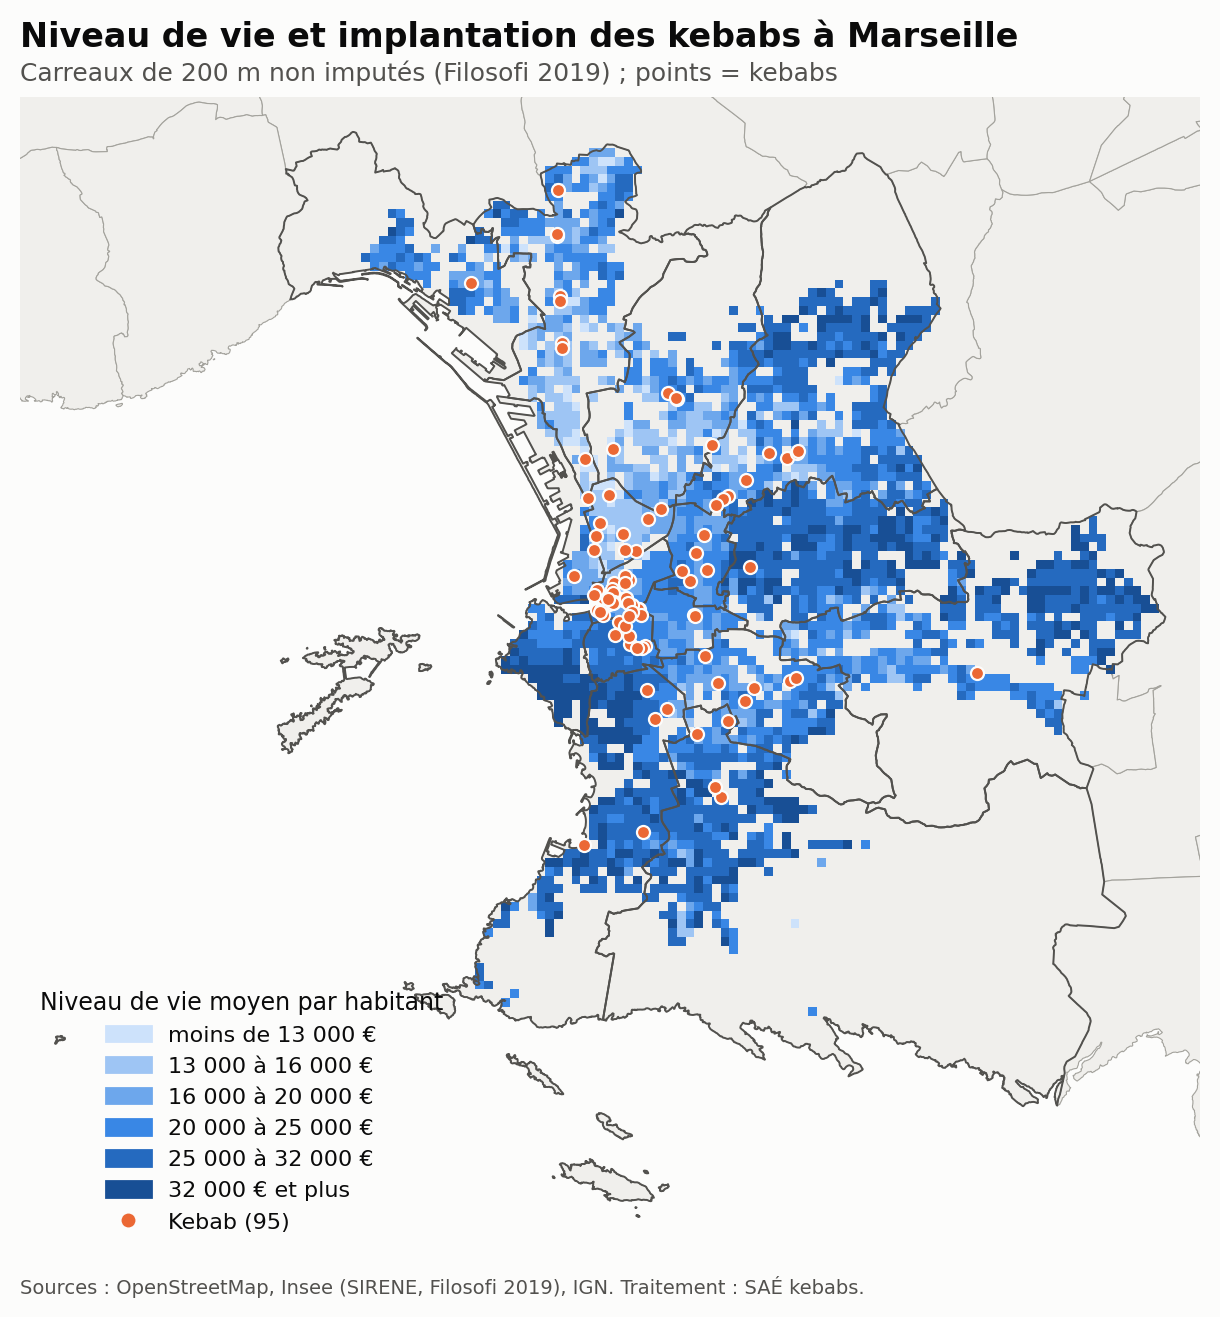 Niveau de vie et implantation des kebabs à Marseille
Carreaux de 200 m non imputés (Filosofi 2019) ; points = kebabs
Niveau de vie moyen par habitant
moins de 13 000 €
13 000 à 16 000 €
16 000 à 20 000 €
20 000 à 25 000 €
25 000 à 32 000 €
32 000 € et plus
Kebab (95)
Sources : OpenStreetMap, Insee (SIRENE, Filosofi 2019), IGN. Traitement : SAÉ kebabs.